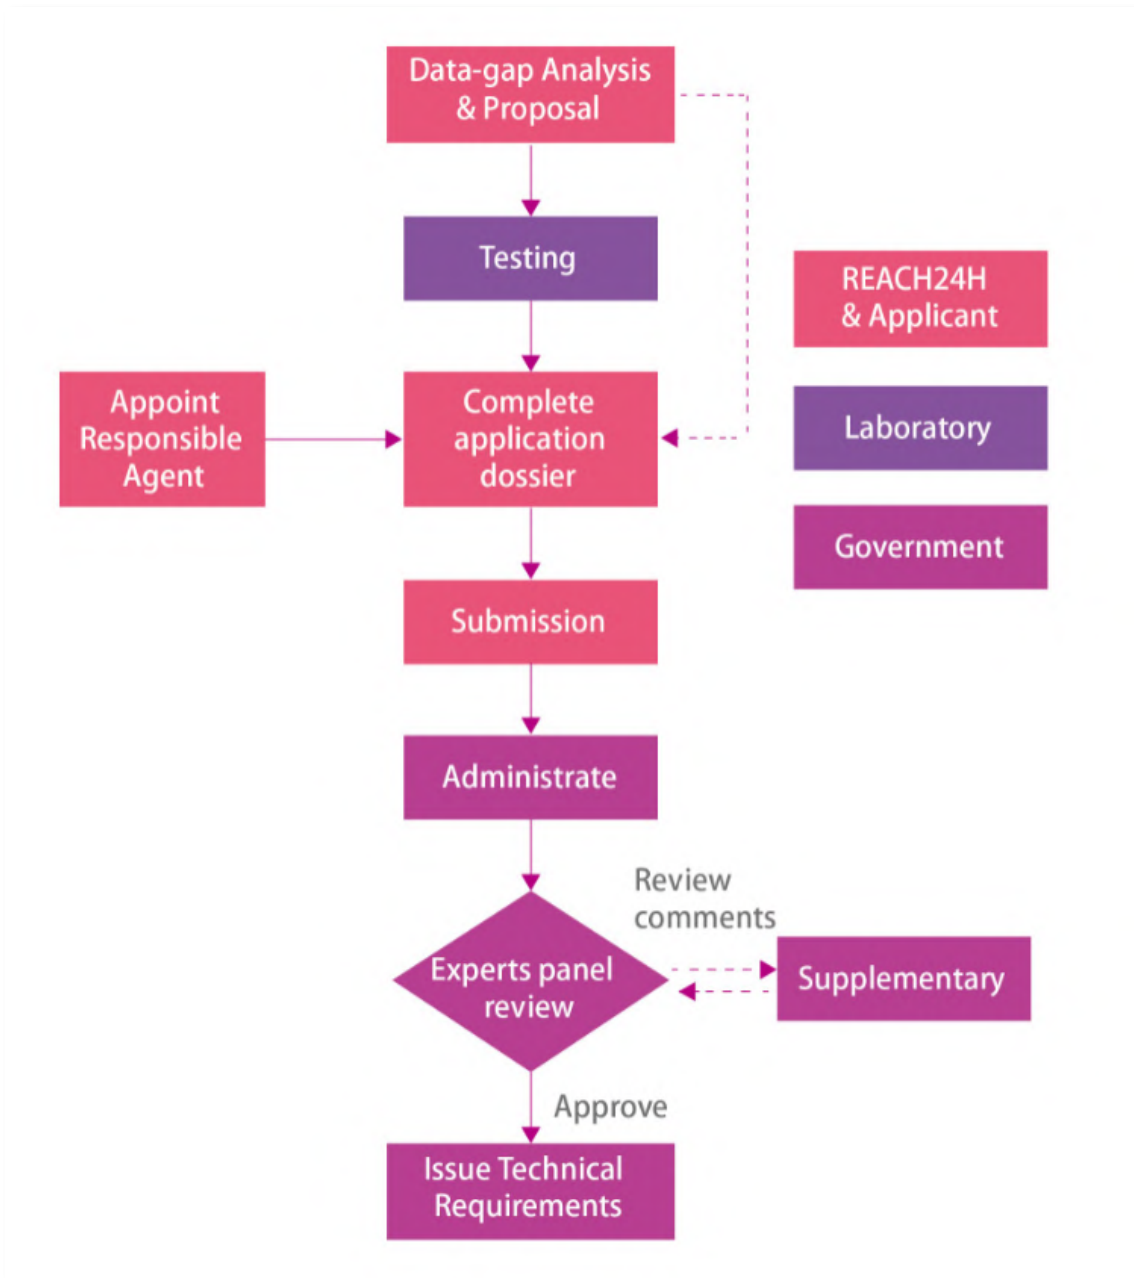 Data-gap Analysis
& Proposal
Testing
REACH24H
& Applicant
Appoint
Responsible
Agent
Complete
application
dossier
Laboratory
Government
Submission
Administrate
Review
comments
Experts panel
review
Supplementary
Approve
Issue Technical
Requirements